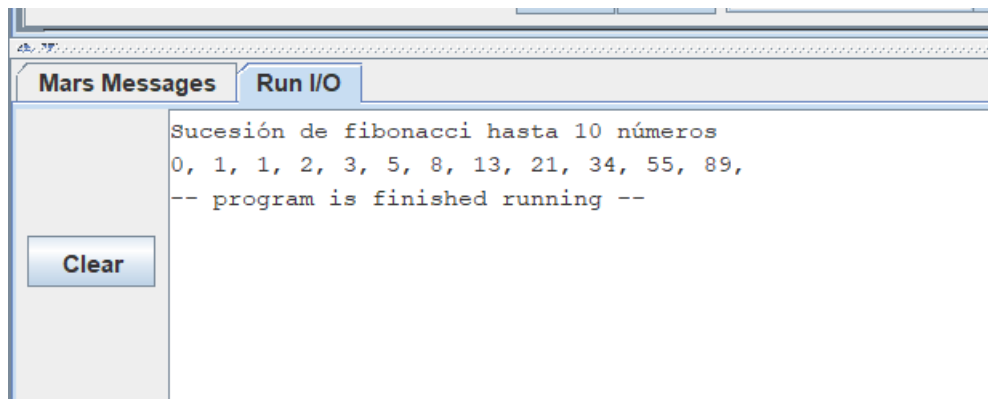 Mars Messages Run I/O
Sucesión de fibonacci hasta 10 números
0, 1, 1, 2, 3, 5, 8, 13, 21, 34, 55, 89,
-- program is finished running --
Clear